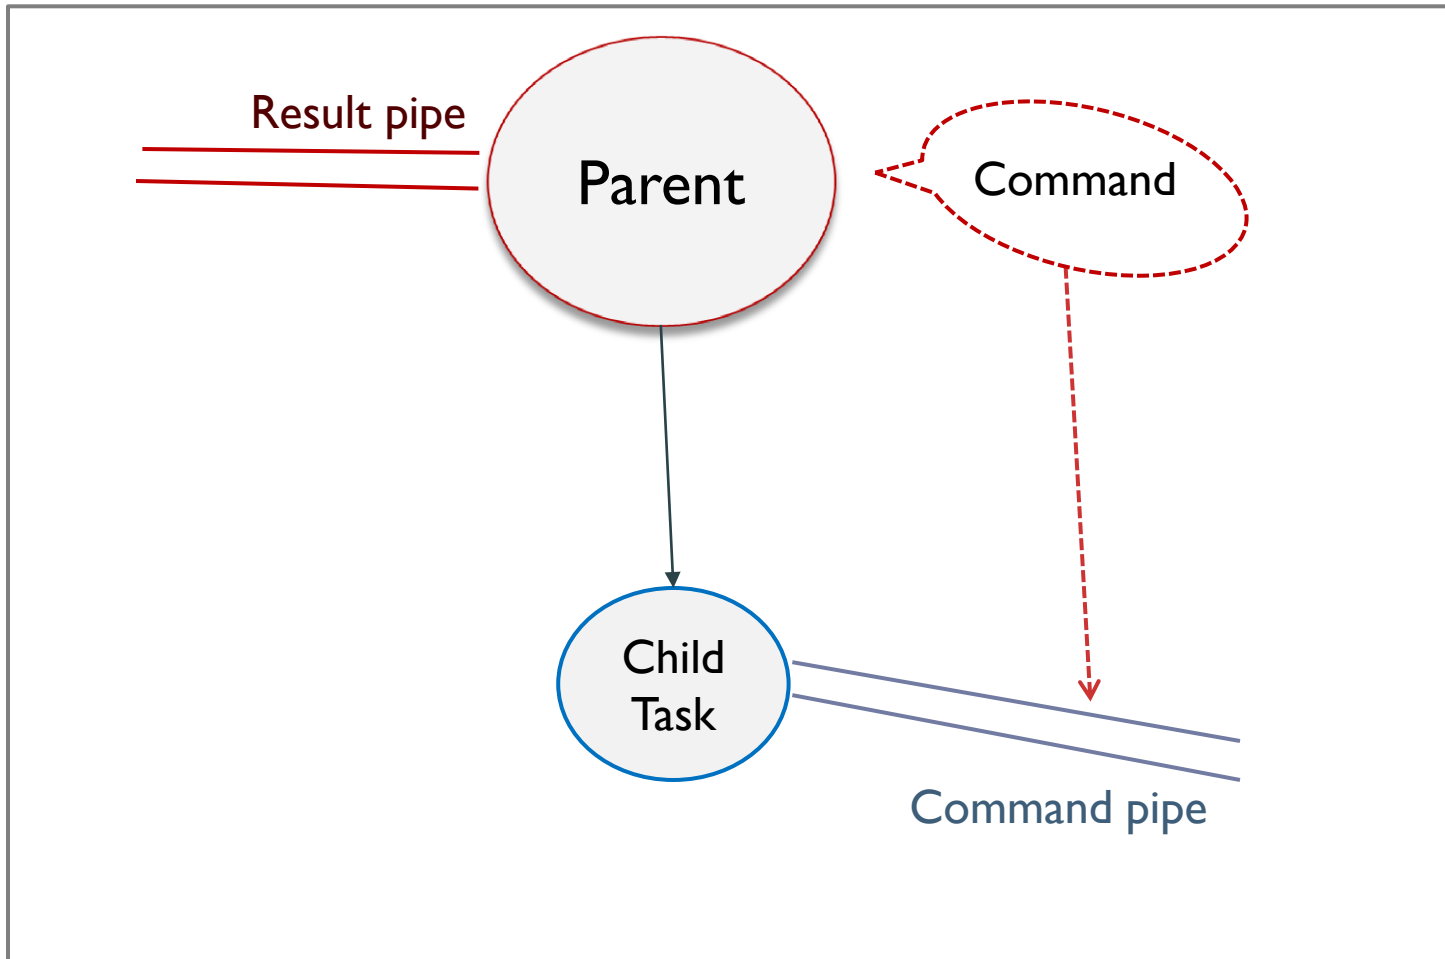 Result pipe
Parent
Command
Child
Task
Command pipe